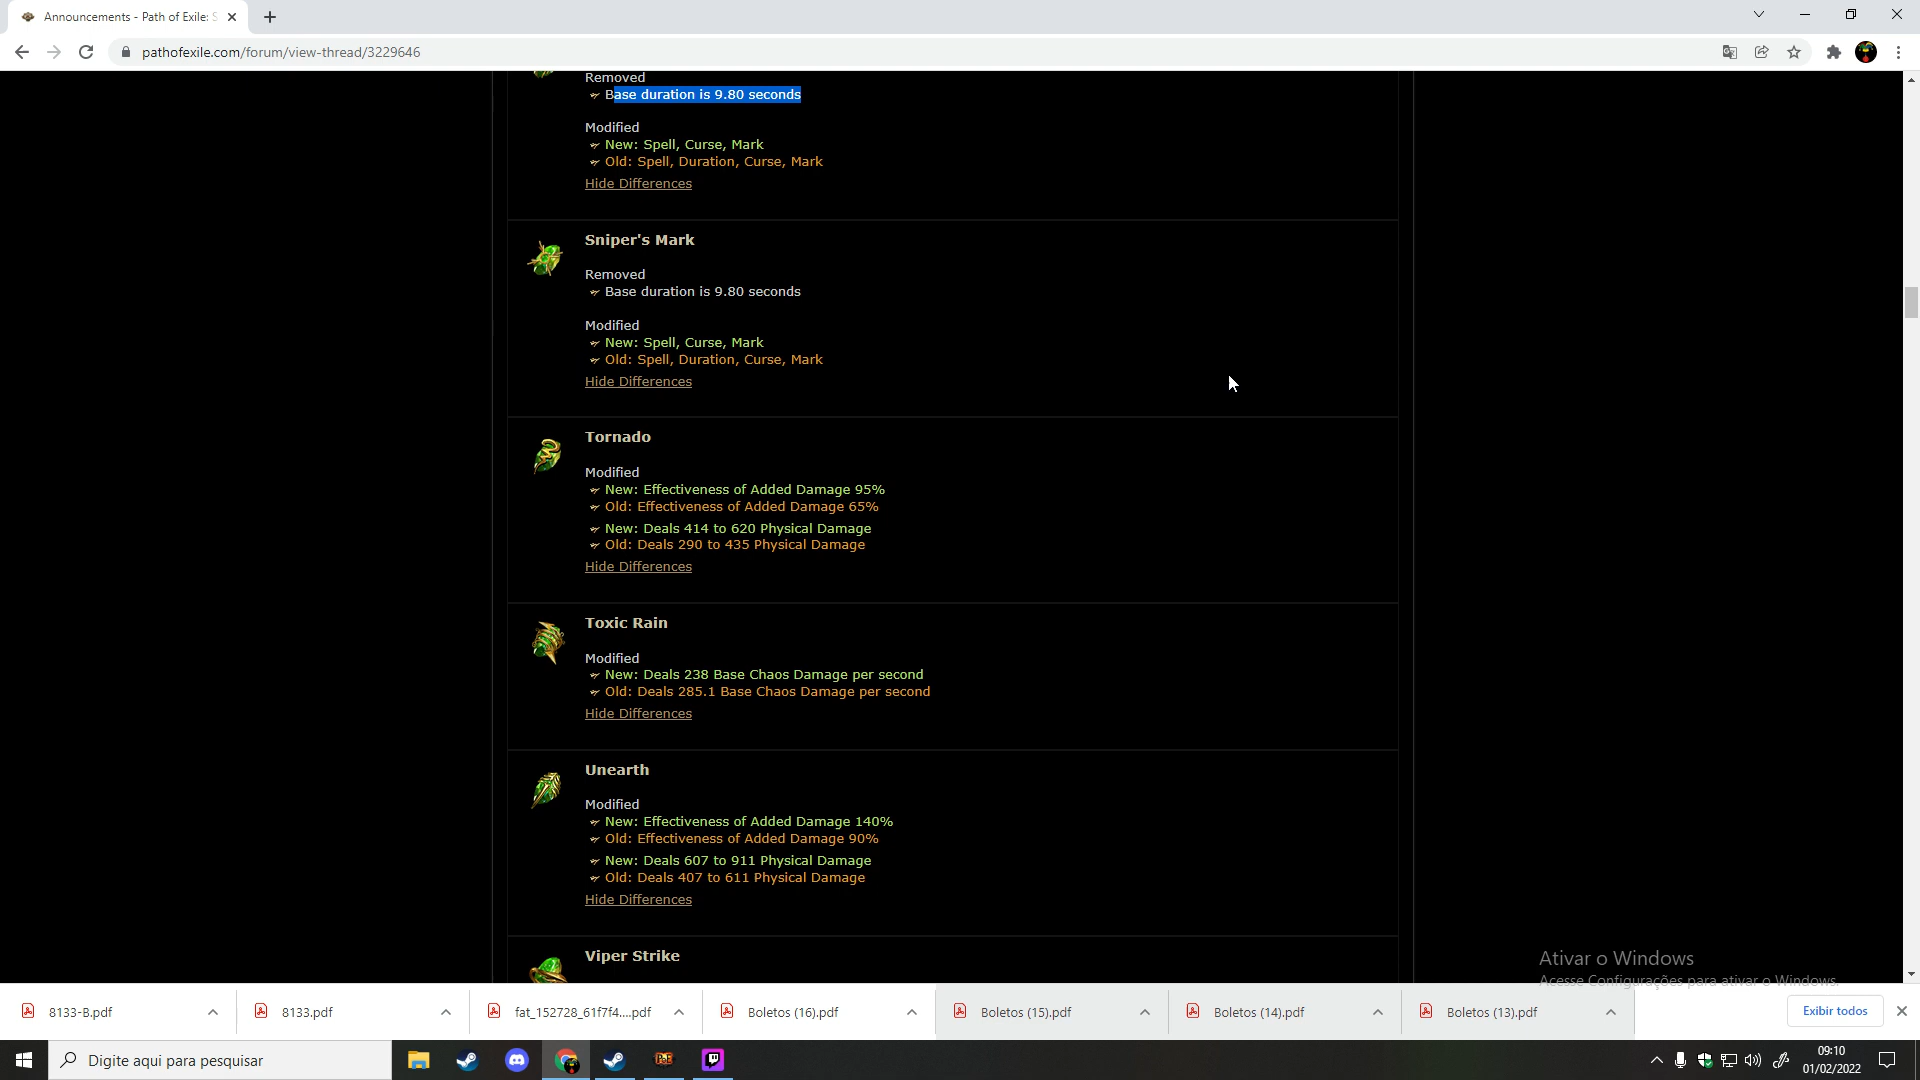 Announcements - Path of Exile: S
pathofexile.com/forum/view-thread/3229646
Removed
Base duration is 9.80 seconds
Modified
New: Spell, Curse, Mark
Old: Spell, Duration, Curse, Mark
Hide Differences
Sniper's Mark
Removed
Base duration is 9.80 seconds
Modified
New: Spell, Curse, Mark
Old: Spell, Duration, Curse, Mark
Hide Differences
Tornado
Modified
New: Effectiveness of Added Damage 95%
Old: Effectiveness of Added Damage 65%
New: Deals 414 to 620 Physical Damage
Old: Deals 290 to 435 Physical Damage
Hide Differences
Toxic Rain
Modified
New: Deals 238 Base Chaos Damage per second
Old: Deals 285.1 Base Chaos Damage per second
Hide Differences
Unearth
Modified
New: Effectiveness of Added Damage 140%
Old: Effectiveness of Added Damage 90%
New: Deals 607 to 911 Physical Damage
Old: Deals 407 to 611 Physical Damage
Hide Differences
Viper Strike
Ativar o Windows
Acesse Configurações para ativar o Windows.
8133-B.pdf
8133.pdf
fat_152728_61f7f4....pdf
Boletos (16).pdf
Boletos (15).pdf
Boletos (14).pdf
Boletos (13).pdf
Exibir todos
Digite aqui para pesquisar
PoE
09:10
01/02/2022